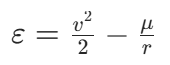 ε = v²/2 − μ/r